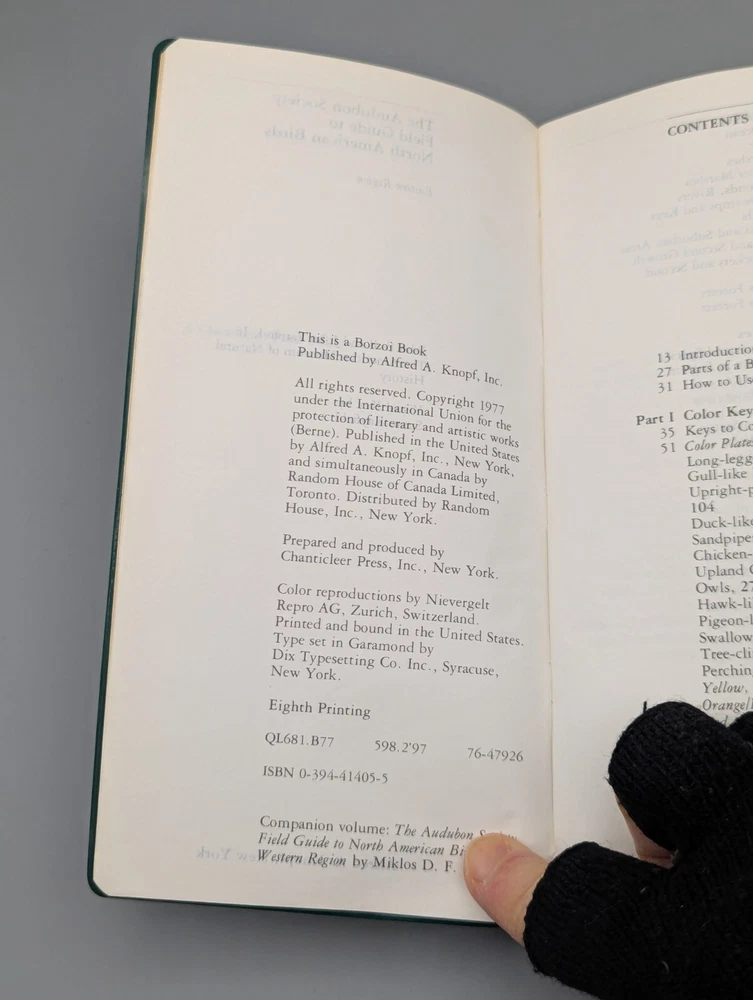 This is a Borzoi Book
Published by Alfred A. Knopf, Inc.
All rights reserved. Copyright 1977
under the International Union for the
protection of literary and artistic works
(Berne). Published in the United States
by Alfred A. Knopf, Inc., New York,
and simultaneously in Canada by
Random House of Canada Limited,
Toronto. Distributed by Random
House, Inc., New York.
Prepared and produced by
Chanticleer Press, Inc., New York.
Color reproductions by Nievergelt
Repro AG, Zurich, Switzerland.
Printed and bound in the United States.
Type set in Garamond by
Dix Typesetting Co. Inc., Syracuse,
New York.
Eighth Printing
QL681.B77 598.2'97 76-47926
ISBN 0-394-41405-5
Companion volume: The Audubon
Field Guide to North American
Western Region by Miklos D. F.
CONTENTS
13 Introductio
27 Parts of a B
31 How to Us
Part I Color Key
35 Keys to Co
51 Color Plate
Long-legg
Gull-like
Upright-p
104
Duck-lik
Sandpipe
Chicken-
Upland
Owls, 27
Hawk-li
Pigeon-l
Swallow
Tree-cli
Perchin
Yellow,
Orange/